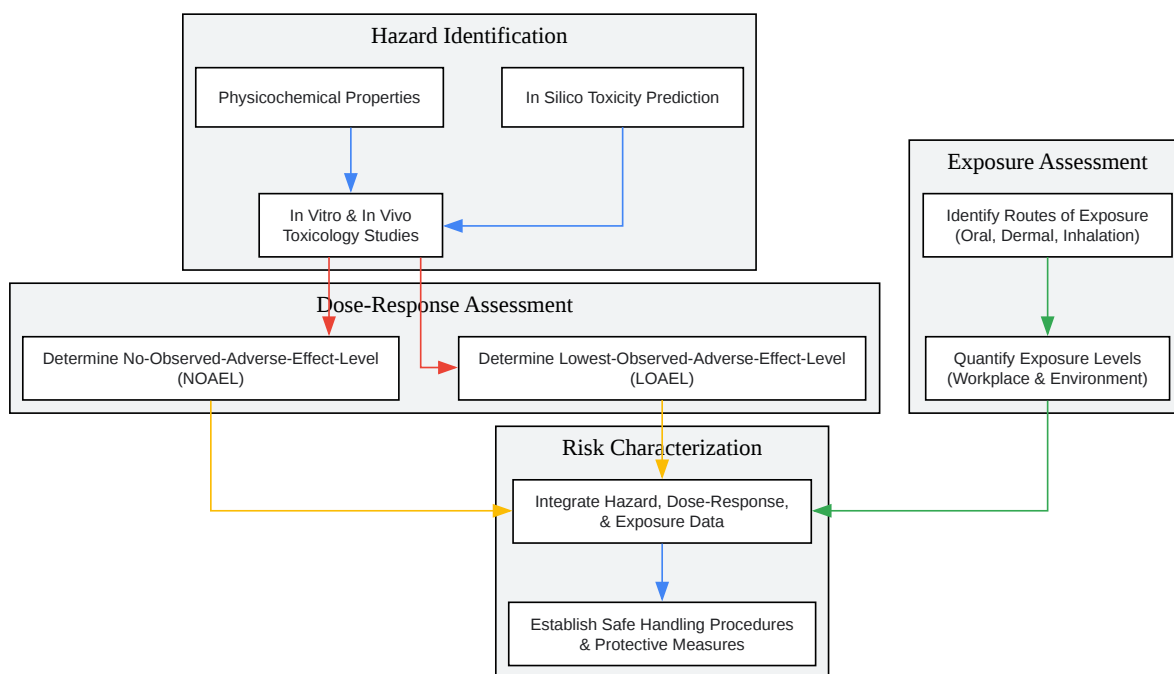 Hazard Identification
Physicochemical Properties
In Silico Toxicity Prediction
In Vitro & In Vivo
Toxicology Studies
Exposure Assessment
Identify Routes of Exposure
(Oral, Dermal, Inhalation)
Quantify Exposure Levels
(Workplace & Environment)
Dose-Response Assessment
Determine No-Observed-Adverse-Effect-Level
(NOAEL)
Determine Lowest-Observed-Adverse-Effect-Level
(LOAEL)
Risk Characterization
Integrate Hazard, Dose-Response,
& Exposure Data
Establish Safe Handling Procedures
& Protective Measures